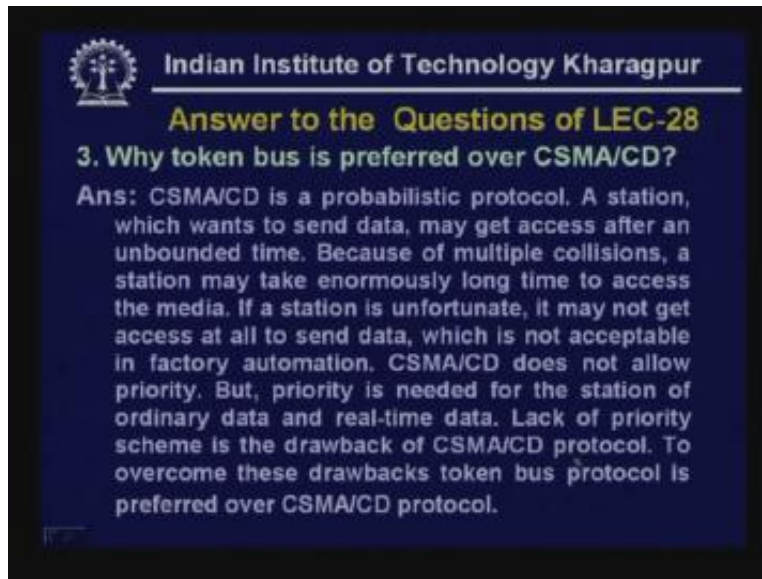 Indian Institute of Technology Kharagpur
Answer to the Questions of LEC-28
3. Why token bus is preferred over CSMA/CD?
Ans: CSMA/CD is a probabilistic protocol. A station,
which wants to send data, may get access after an
unbounded time. Because of multiple collisions, a
station may take enormously long time to access
the media. If a station is unfortunate, it may not get
access at all to send data, which is not acceptable
in factory automation. CSMA/CD does not allow
priority. But, priority is needed for the station of
ordinary data and real-time data. Lack of priority
scheme is the drawback of CSMA/CD protocol. To
overcome these drawbacks token bus protocol is
preferred over CSMA/CD protocol.